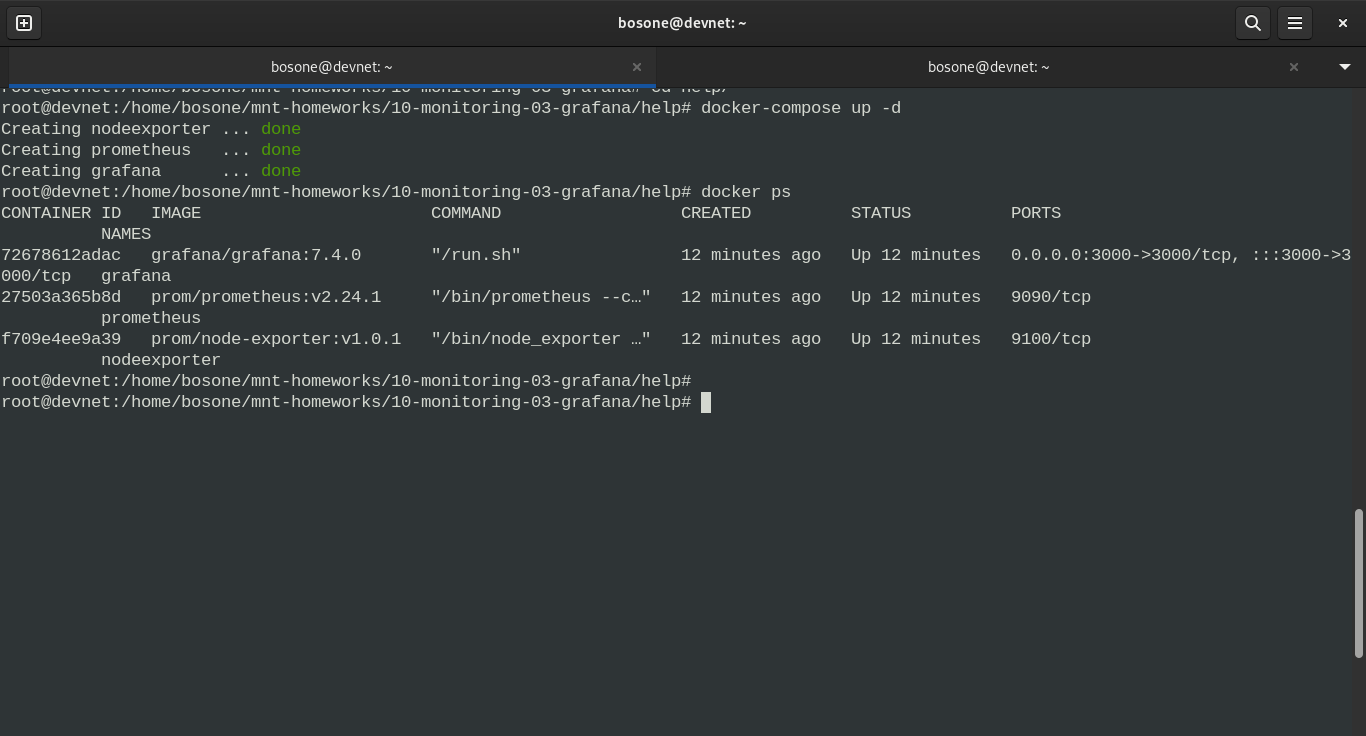 bosone@devnet: ~
bosone@devnet: ~
bosone@devnet: ~
root@devnet:/home/bosone/mnt-homeworks/10-monitoring-03-grafana# cd help/
root@devnet:/home/bosone/mnt-homeworks/10-monitoring-03-grafana/help# docker-compose up -d
Creating nodeexporter ... done
Creating prometheus   ... done
Creating grafana      ... done
root@devnet:/home/bosone/mnt-homeworks/10-monitoring-03-grafana/help# docker ps
CONTAINER ID   IMAGE                       COMMAND                  CREATED          STATUS          PORTS
          NAMES
72678612adac   grafana/grafana:7.4.0       "/run.sh"                12 minutes ago   Up 12 minutes   0.0.0.0:3000->3000/tcp, :::3000->3
000/tcp   grafana
27503a365b8d   prom/prometheus:v2.24.1     "/bin/prometheus --c…"   12 minutes ago   Up 12 minutes   9090/tcp
          prometheus
f709e4ee9a39   prom/node-exporter:v1.0.1   "/bin/node_exporter …"   12 minutes ago   Up 12 minutes   9100/tcp
          nodeexporter
root@devnet:/home/bosone/mnt-homeworks/10-monitoring-03-grafana/help#
root@devnet:/home/bosone/mnt-homeworks/10-monitoring-03-grafana/help#